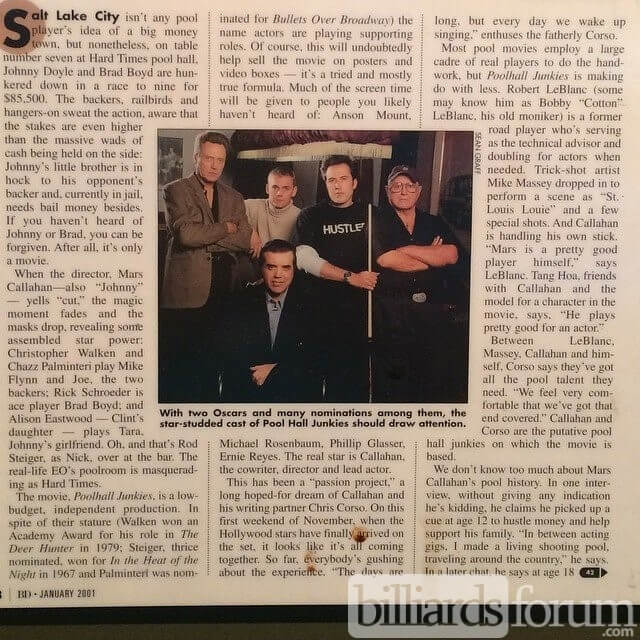 Salt Lake City isn't any pool
player's idea of a big money
town, but nonetheless, on table
number seven at Hard Times pool hall,
Johnny Doyle and Brad Boyd are hun-
kered down in a race to nine for
$85,500. The backers, railbirds and
hangers-on sweat the action, aware that
the stakes are even higher
than the massive wads of
cash being held on the side:
Johnny's little brother is in
hock to his opponent's
backer and, currently in jail,
needs bail money besides.
If you haven't heard of
Johnny or Brad, you can be
forgiven. After all, it's only
a movie.
When the director, Mars
Callahan—also "Johnny"
– yells "cut," the magic
moment fades and the
masks drop, revealing some
assembled star power:
Christopher Walken and
Chazz Palminteri play Mike
Flynn and Joe, the two
backers; Rick Schroeder is
ace player Brad Boyd; and
Alison Eastwood — Clint's
daughter — plays Tara,
Johnny's girlfriend. Oh, and that's Rod
Steiger, as Nick, over at the bar. The
real-life EO's poolroom is masquerad-
ing as Hard Times.
The movie, Poolhall Junkies, is a low-
budget, independent production. In
spite of their stature (Walken won an
Academy Award for his role in The
Deer Hunter in 1979; Steiger, thrice
nominated, won for In the Heat of the
Night in 1967 and Palminteri was nom-
inated for Bullets Over Broadway) the
name actors are playing supporting
roles. Of course, this will undoubtedly
help sell the movie on posters and
video boxes — it's a tried and mostly
true formula. Much of the screen time
will be given to people you likely
haven't heard of: Anson Mount,
SEAN GRAFF
HUSTLE
With two Oscars and many nominations among them, the
star-studded cast of Pool Hall Junkies should draw attention.
Michael Rosenbaum, Phillip Glasser,
Ernie Reyes. The real star is Callahan,
the cowriter, director and lead actor.
This has been a "passion project," a
long hoped-for dream of Callahan and
his writing partner Chris Corso. On this
first weekend of November, when the
Hollywood stars have finally arrived on
the set, it looks like it's all coming
together. So far, everybody's gushing
about the experience. "The days are
long, but every day we wake up
singing," enthuses the fatherly Corso.
Most pool movies employ a large
cadre of real players to do the hand-
work, but Poolhall Junkies is making
do with less. Robert LeBlanc (some
may know him as Bobby "Cotton"
LeBlanc, his old moniker) is a former
road player who's serving
as the technical advisor and
doubling for actors when
needed. Trick-shot artist
Mike Massey dropped in to
perform a scene as "St.
Louis Louie" and a few
special shots. And Callahan
is handling his own stick.
"Mars is a pretty good
player himself," says
LeBlanc. Tang Hoa, friends
with Callahan and the
model for a character in the
movie, says, "He plays
pretty good for an actor."
Between LeBlanc,
Massey, Callahan and him-
self, Corso says they've got
all the pool talent they
need. "We feel very com-
fortable that we've got that
end covered." Callahan and
Corso are the putative pool
hall junkies on which the movie is
based.
We don't know too much about Mars
Callahan's pool history. In one inter-
view, without giving any indication
he's kidding, he claims he picked up a
cue at age 12 to hustle money and help
support his family. "In between acting
gigs, I made a living shooting pool,
traveling around the country," he says.
In a later chat, he says at age 18 42
BD • JANUARY 2001
billiardsforum
.com